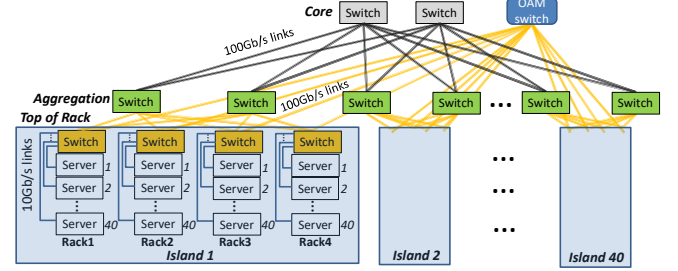 Core
Switch
Switch
OAM
switch
100Gb/s links
100Gb/s links
Aggregation
Switch
Switch
Switch
Switch
...
Switch
Switch
Top of Rack
10Gb/s links
Switch
Switch
Switch
Switch
Server 1
Server 1
Server 1
Server 1
Server 2
Server 2
Server 2
Server 2
Server 40
Server 40
Server 40
Server 40
Rack1
Rack2
Rack3
Rack4
Island 1
Island 2
...
...
...
Island 40